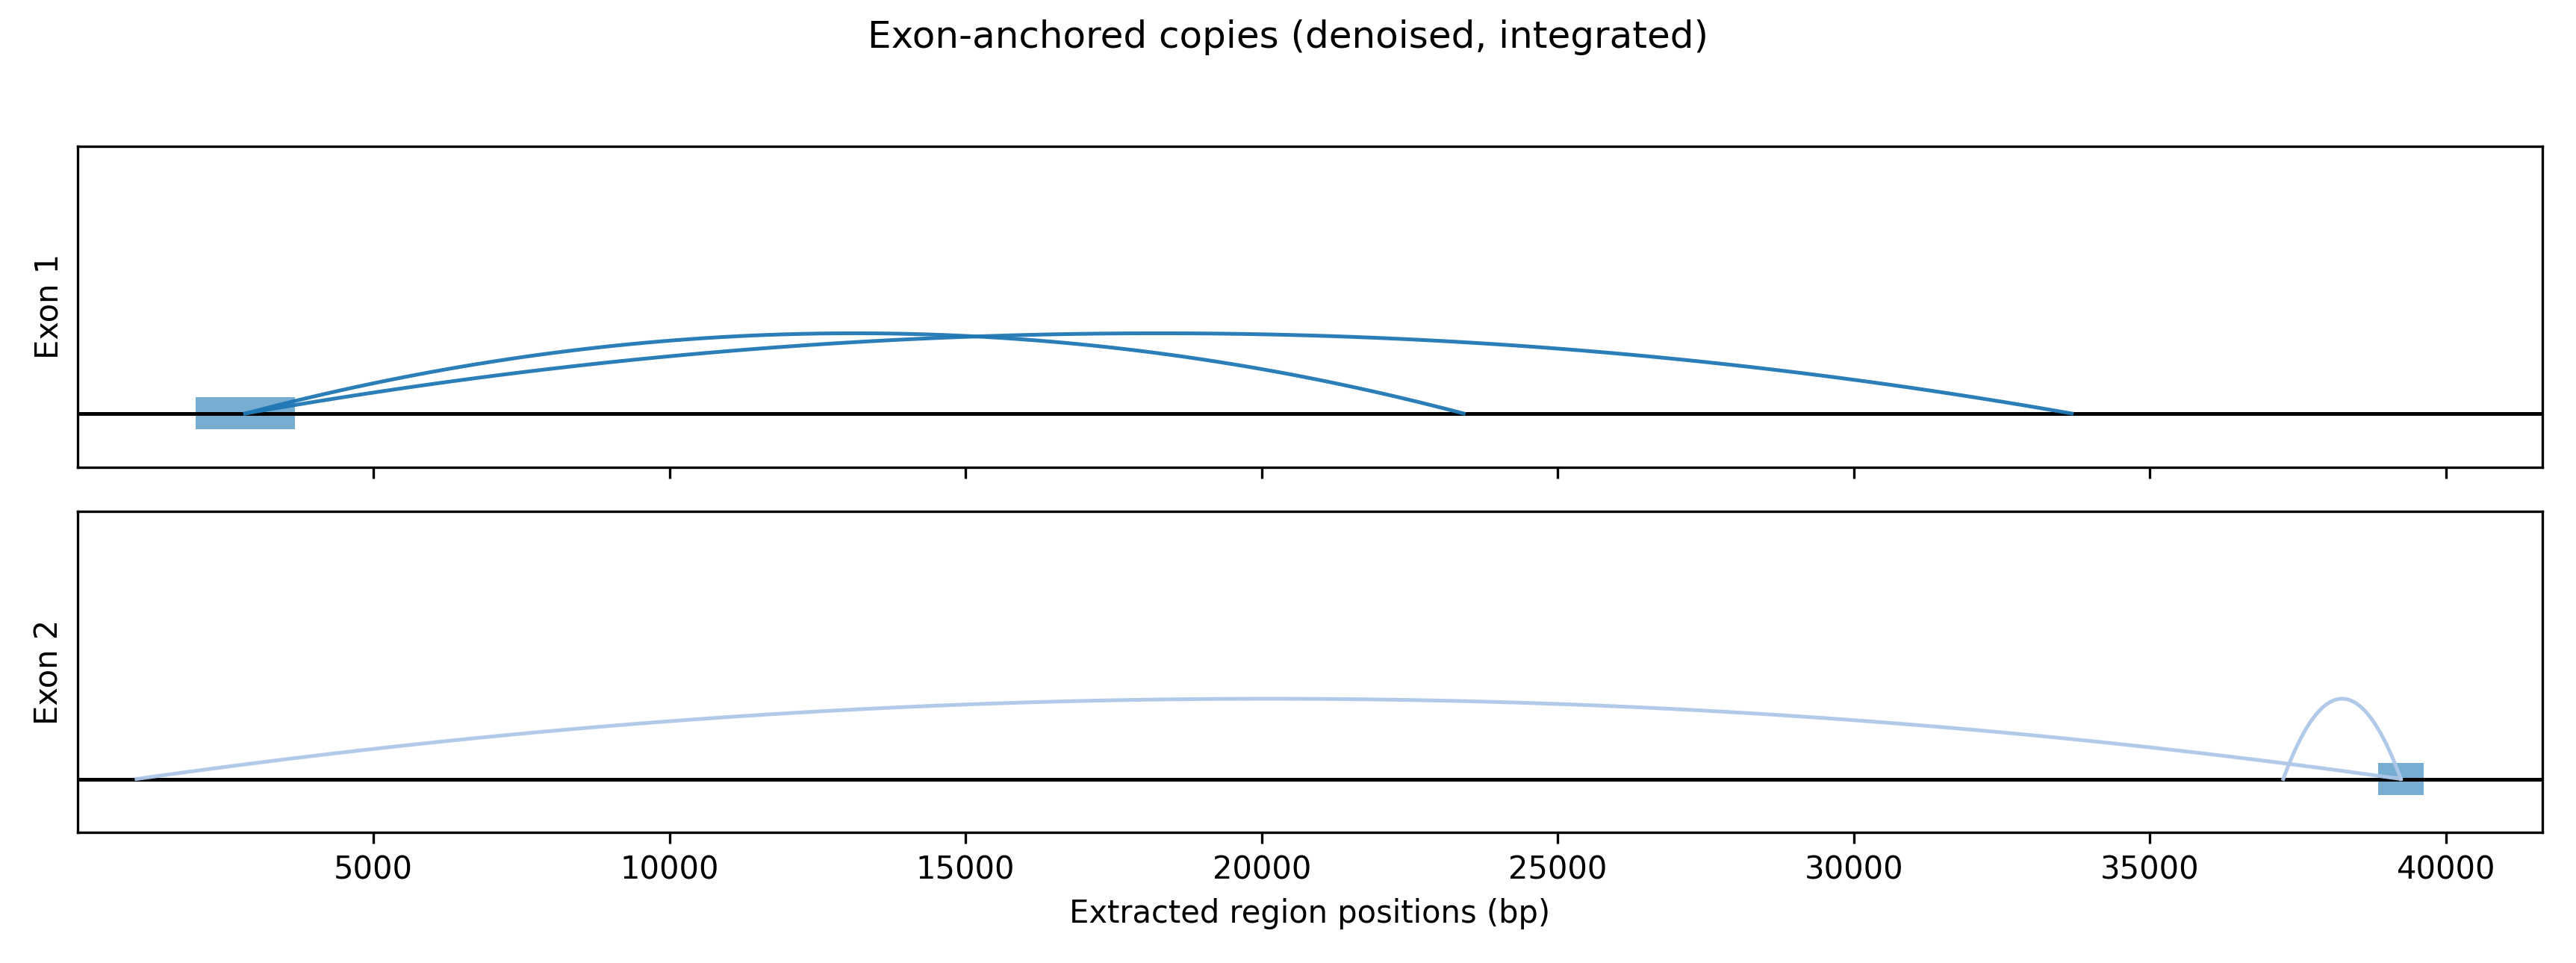 Exon-anchored copies (denoised, integrated)
Exon 1
Exon 2
5000 10000 15000 20000 25000 30000 35000 40000
Extracted region positions (bp)